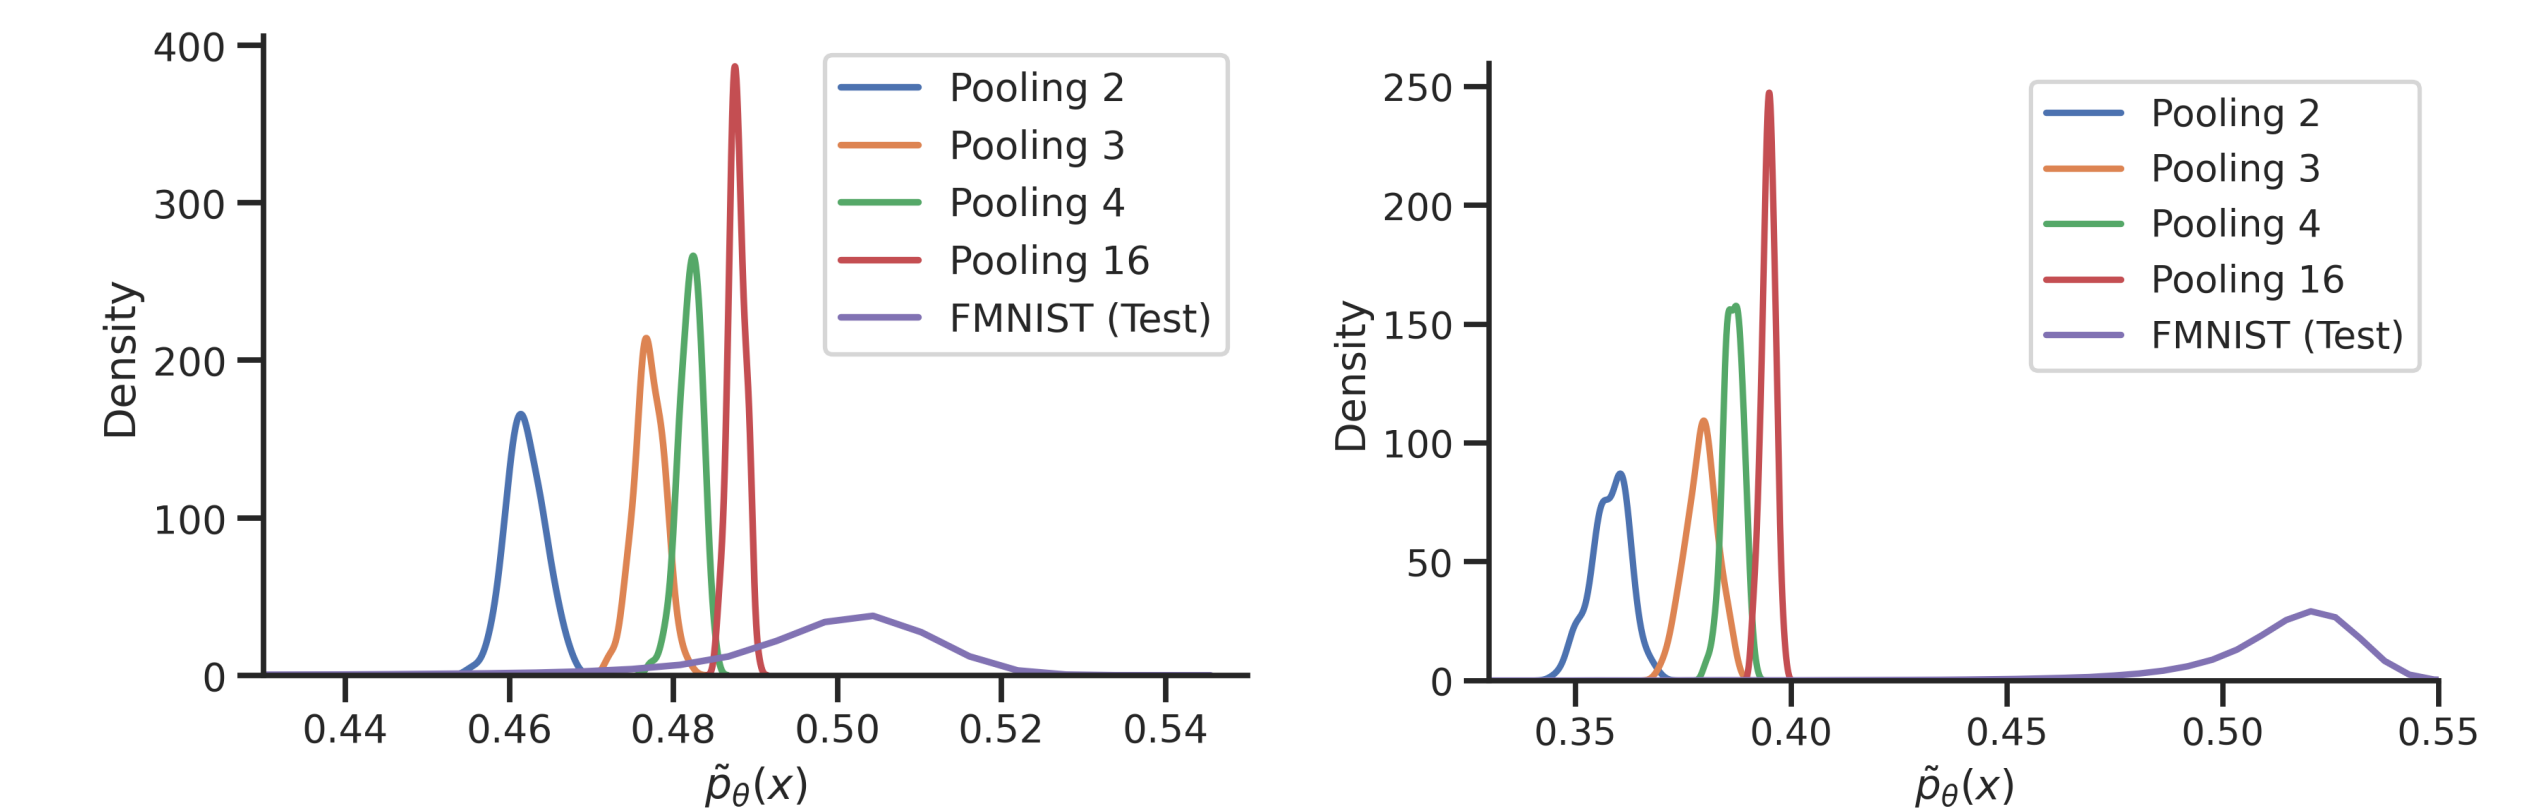 400
300
200
100
0
Density
0.44 0.46 0.48 0.50 0.52 0.54
p̃θ(x)
Pooling 2
Pooling 3
Pooling 4
Pooling 16
FMNIST (Test)
250
200
150
100
50
0
Density
0.35 0.40 0.45 0.50 0.55
p̃θ(x)
Pooling 2
Pooling 3
Pooling 4
Pooling 16
FMNIST (Test)